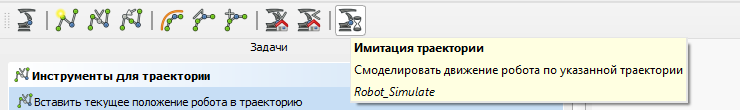 Задачи
Имитация траектории
Смоделировать движение робота по указанной траектории
Robot_Simulate
Инструменты для траектории
Вставить текущее положение робота в траекторию